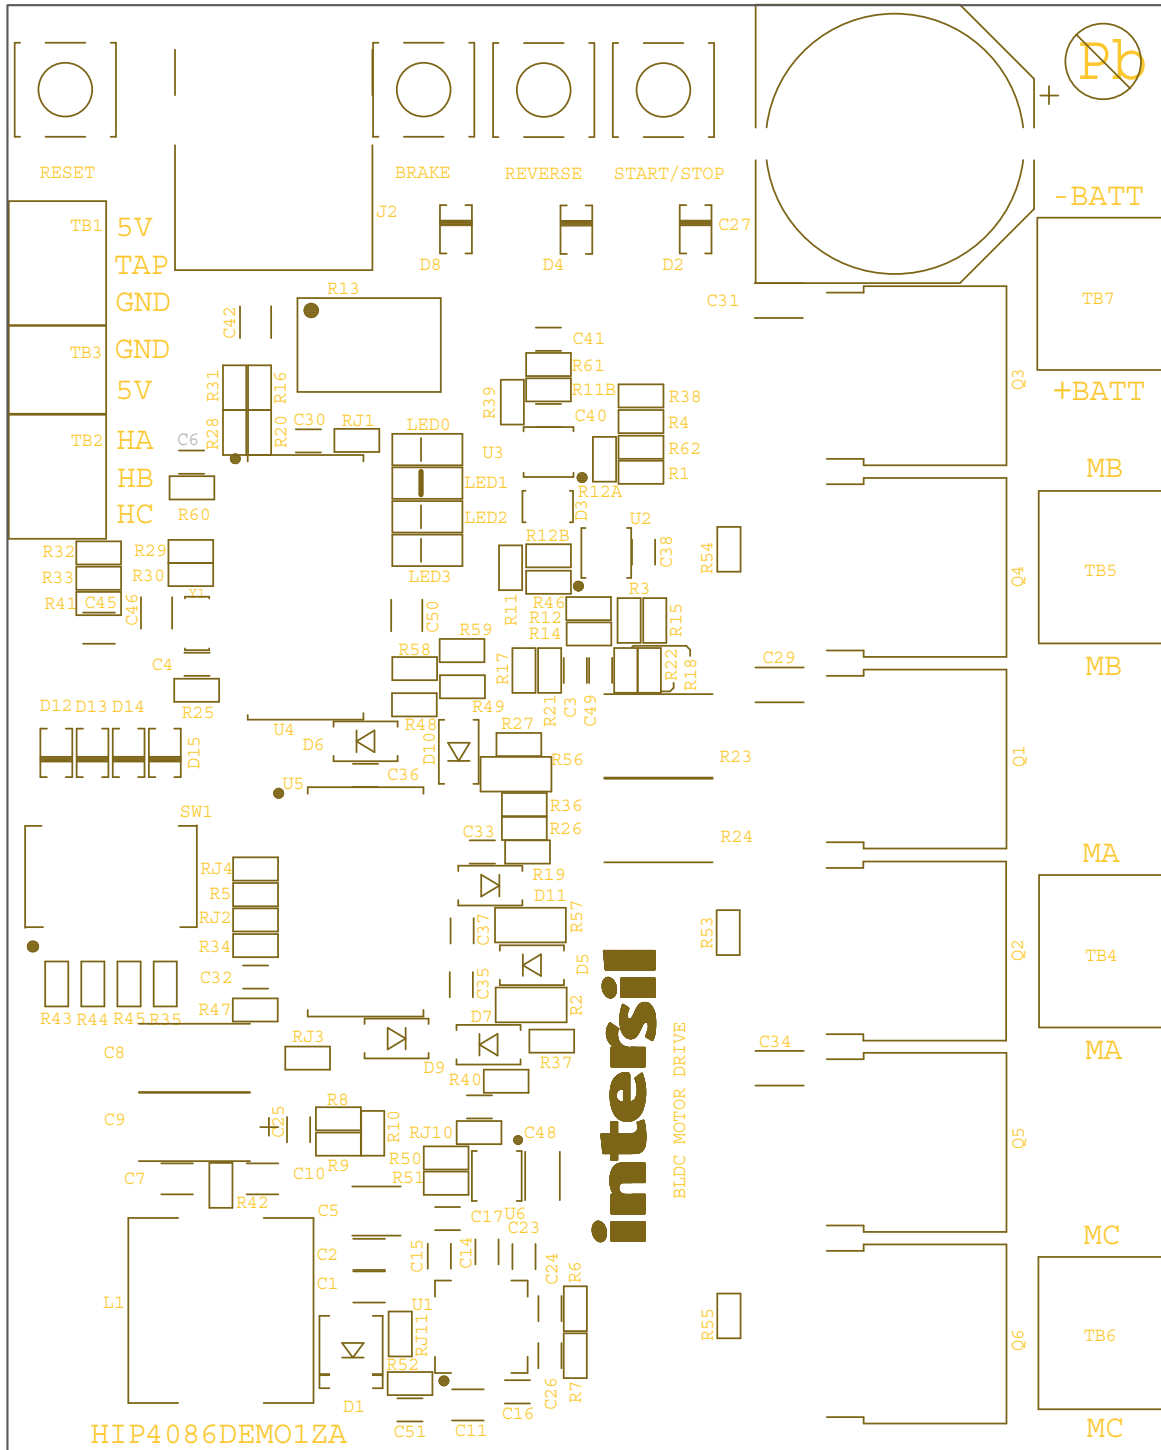 Pb
RESET
BRAKE
REVERSE
START/STOP
-BATT
J2
TB1
5V
TAP
GND
D8
D4
D2
C27
R13
C31
TB7
C42
C41
TB3
GND
5V
R61
+BATT
R31
R16
R39
R11B
R38
Q3
R28
R20
C30
RJ1
LED0
C40
R4
TB2
HA
C6
U3
R62
HB
LED1
R12A
R1
MB
HC
R60
LED2
D3
U2
R32
R29
R12B
C38
R54
R33
R30
LED3
R11
R46
R3
Q4
TB5
R41
C45
C46
Y1
C50
R12
R14
R15
R59
R58
C4
R17
R21
C3
C49
R22
R18
C29
MB
R25
R49
R48
D12
D13
D14
D15
U4
D6
D10
R27
R56
R23
Q1
U5
C36
SW1
R36
R26
C33
R24
MA
RJ4
R19
R5
D11
RJ2
C37
R57
R34
R53
Q2
TB4
C32
C35
D5
R43
R44
R45
R35
R47
R2
intersil
BLDC MOTOR DRIVE
C8
RJ3
D9
D7
R37
C34
MA
R40
C9
C25
R8
R10
RJ10
C48
Q5
R9
R50
C7
C10
R51
R42
C5
C17
U6
C23
MC
C2
C15
C14
C24
R6
L1
C1
U1
RJ11
R55
Q6
TB6
R52
C26
R7
D1
C51
C11
C16
HIP4086DEMO1ZA
MC